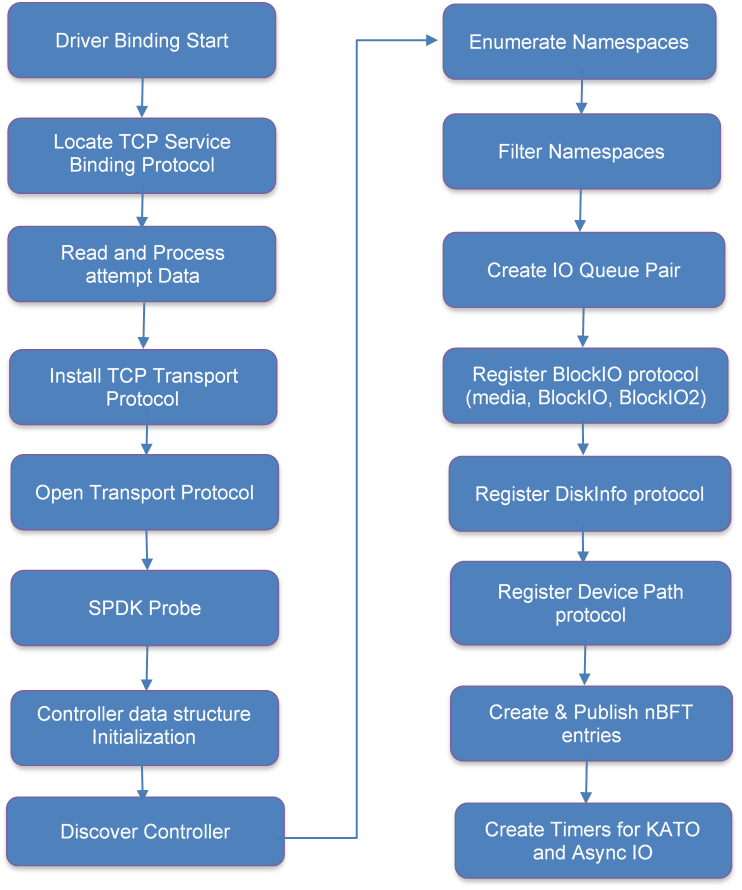 Driver Binding Start
Locate TCP Service
Binding Protocol
Read and Process
attempt Data
Install TCP Transport
Protocol
Open Transport Protocol
SPDK Probe
Controller data structure
Initialization
Discover Controller
Enumerate Namespaces
Filter Namespaces
Create IO Queue Pair
Register BlockIO protocol
(media, BlockIO, BlockIO2)
Register DiskInfo protocol
Register Device Path
protocol
Create & Publish nBFT
entries
Create Timers for KATO
and Async IO